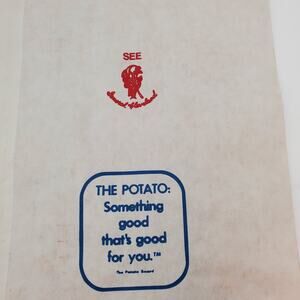 SEE
THE POTATO:
Something
good
that's good
for you.™
The Potato Board